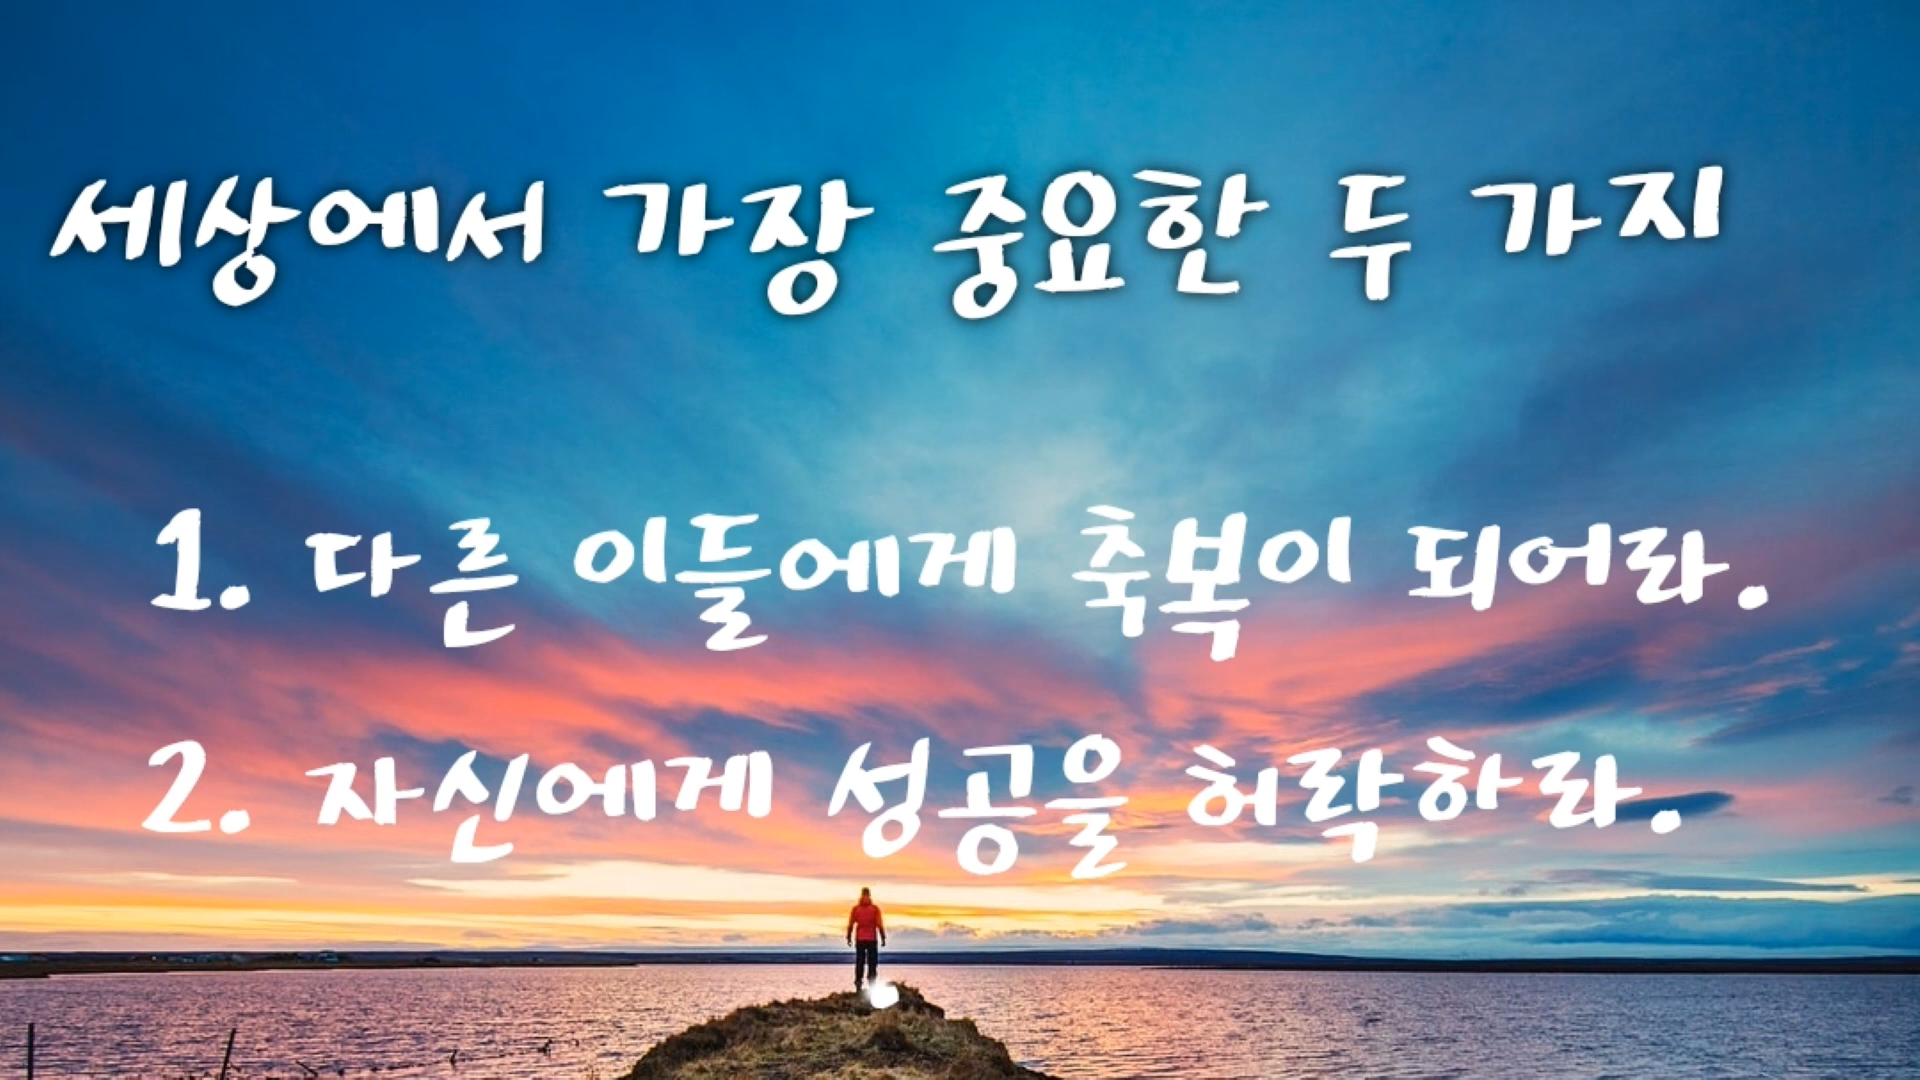 세상에서 가장 중요한 두 가지
1. 다른 이들에게 축복이 되어라.
2. 자신에게 성공을 허락하라.